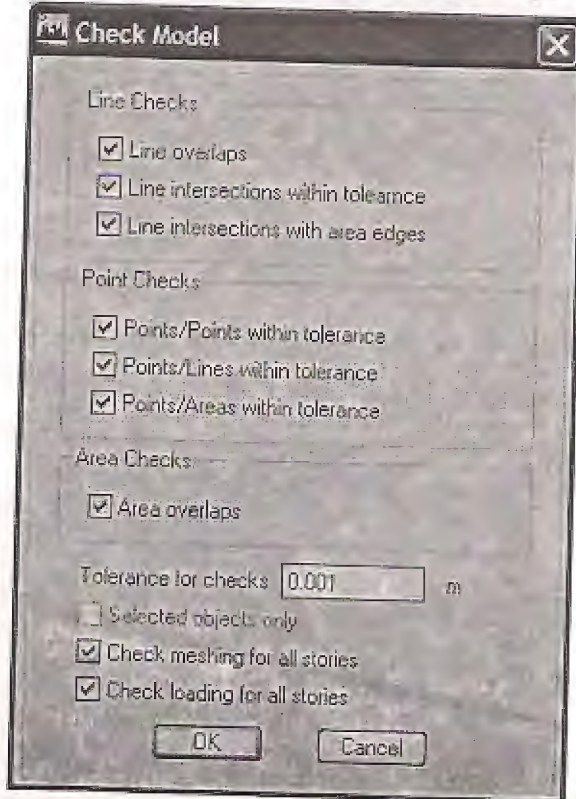 Check Model
Line Checks
Line overlaps
Line intersections within tolearnce
Line intersections with area edges
Point Checks
Points/Points within tolerance
Points/Lines within tolerance
Points/Areas within tolerance
Area Checks
Area overlaps
Tolerance for checks 0.001 m
Selected objects only
Check meshing for all stories
Check loading for all stories
OK Cancel